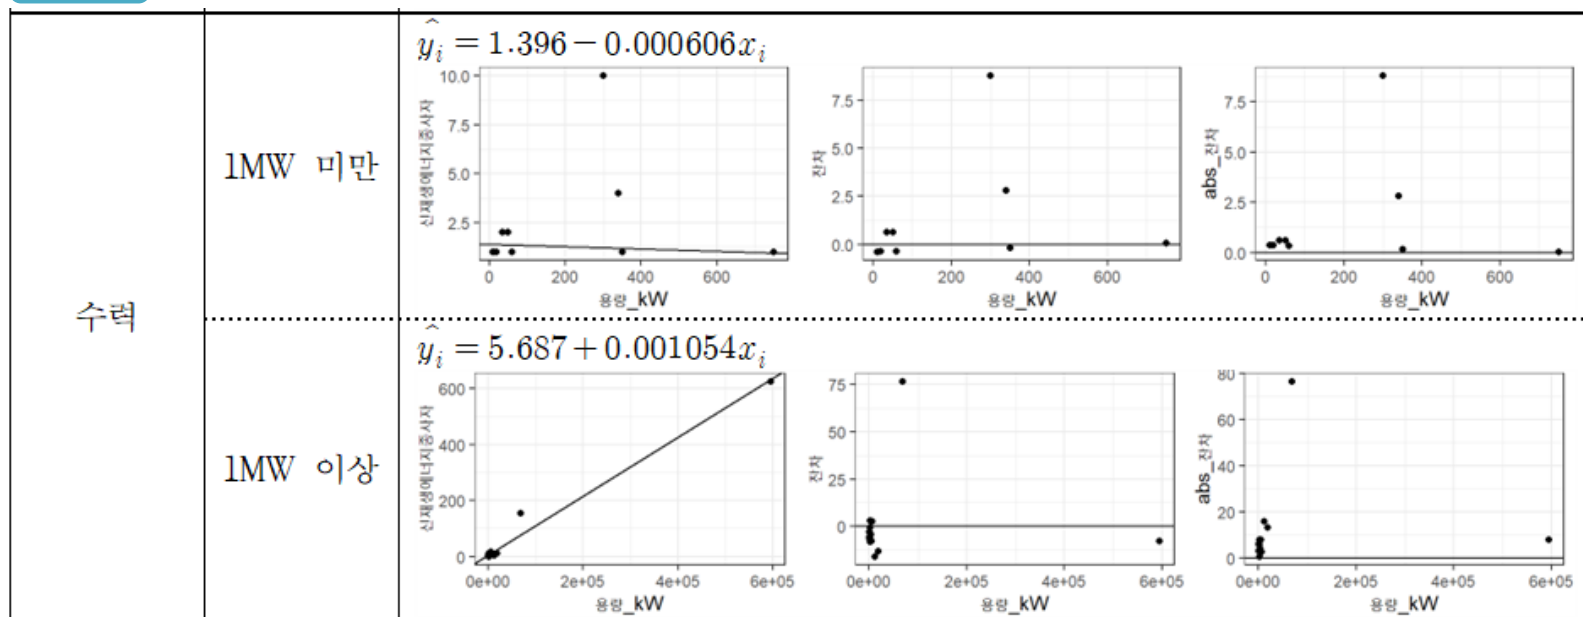 수력
1MW 미만
ŷᵢ = 1.396 − 0.000606xᵢ
10.0
7.5
5.0
2.5
신재생에너지종사자
0 200 400 600
용량_kW
7.5
5.0
2.5
0.0
잔차
0 200 400 600
용량_kW
7.5
5.0
2.5
0.0
abs_잔차
0 200 400 600
용량_kW
1MW 이상
ŷᵢ = 5.687 + 0.001054xᵢ
600
400
200
0
신재생에너지종사자
0e+00 2e+05 4e+05 6e+05
용량_kW
75
50
25
0
잔차
0e+00 2e+05 4e+05 6e+05
용량_kW
80
60
40
20
0
abs_잔차
0e+00 2e+05 4e+05 6e+05
용량_kW